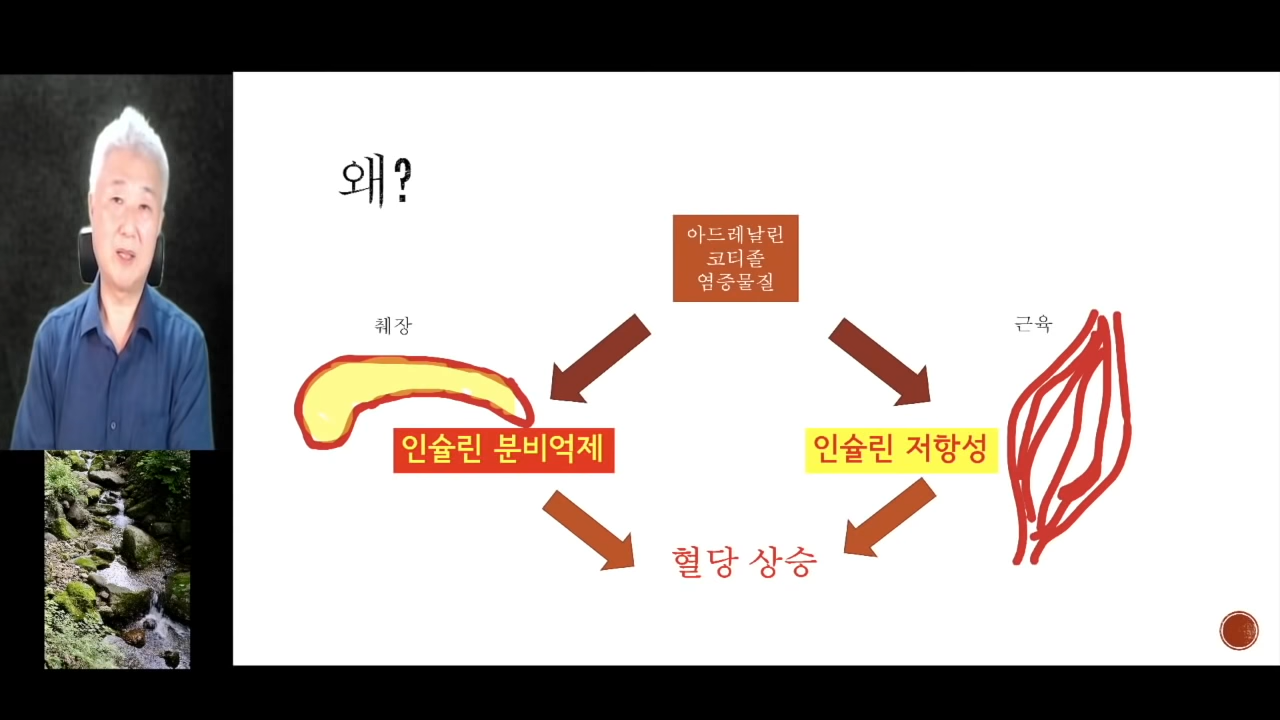 왜?
아드레날린
코티졸
염증물질
췌장
근육
인슐린 분비억제
인슐린 저항성
혈당 상승